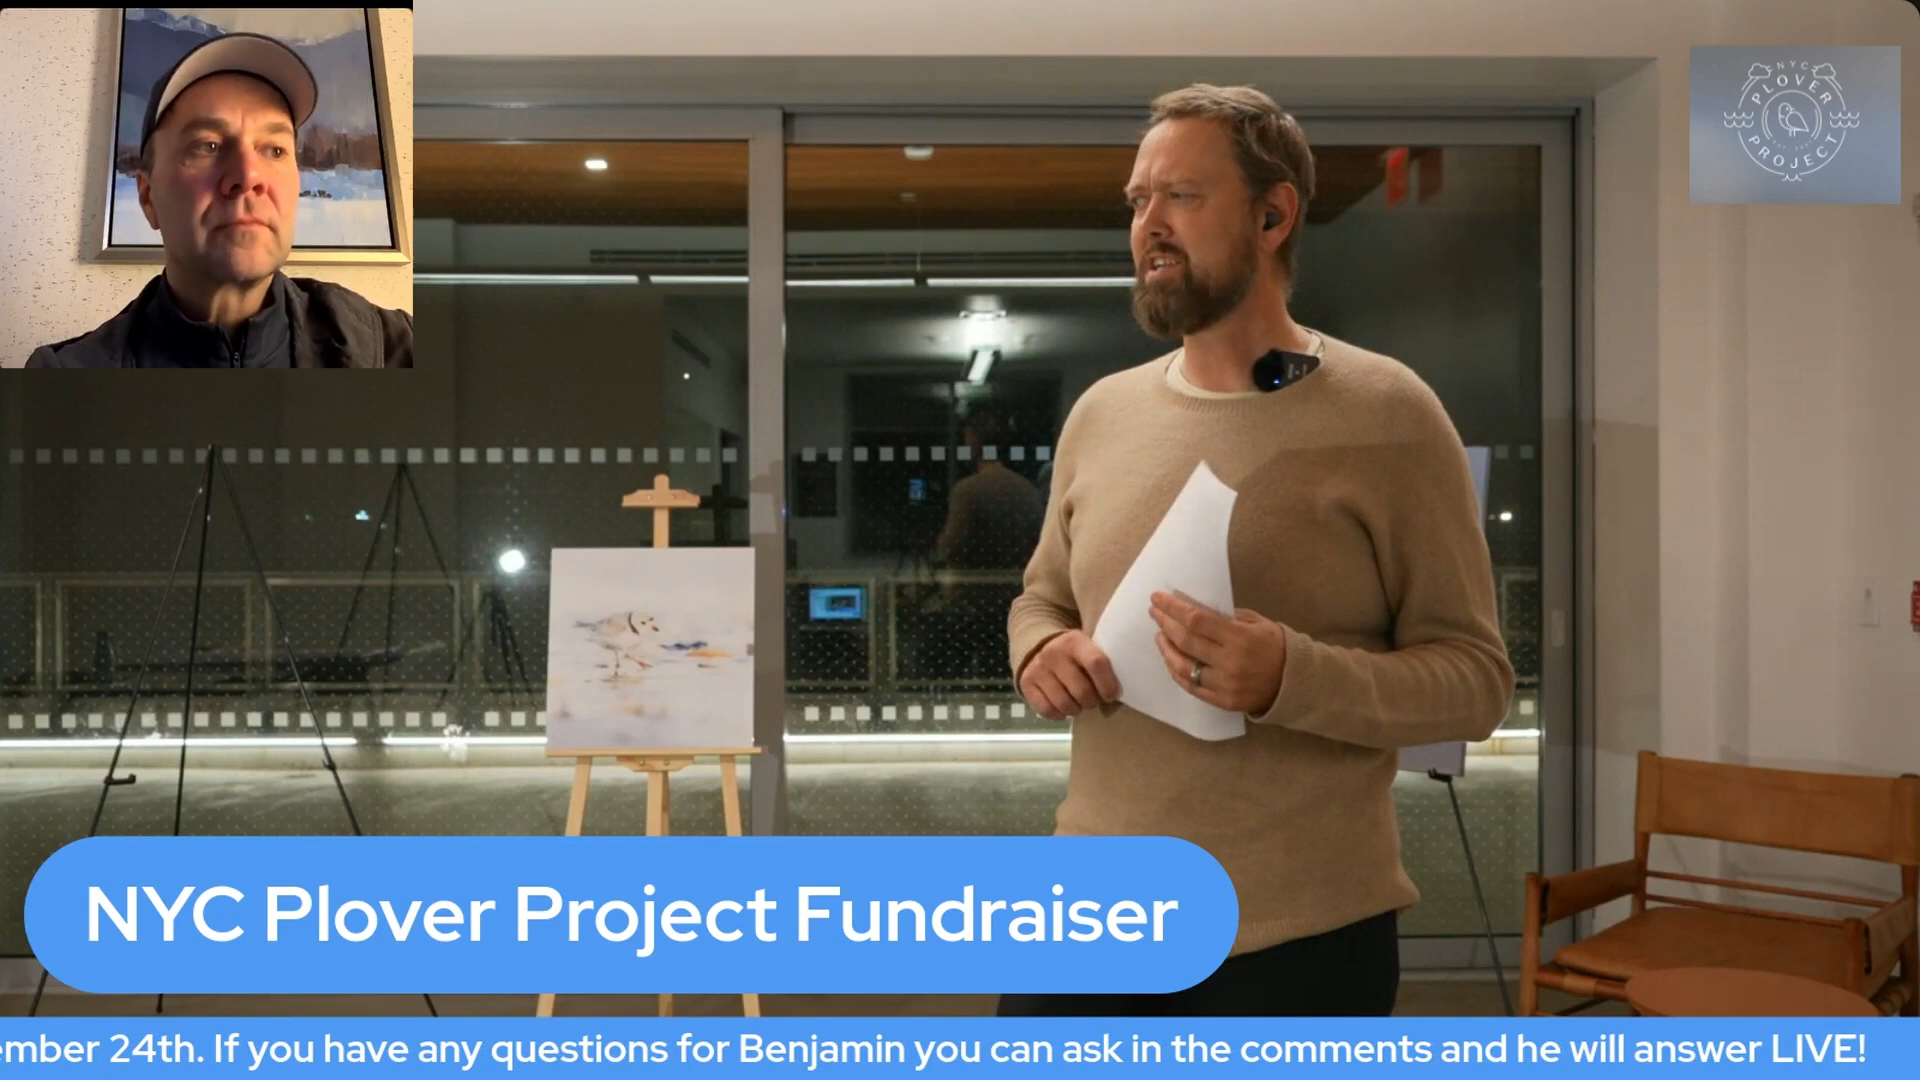 NYC
PLOVER
PROJECT
NYC Plover Project Fundraiser
ember 24th. If you have any questions for Benjamin you can ask in the comments and he will answer LIVE!